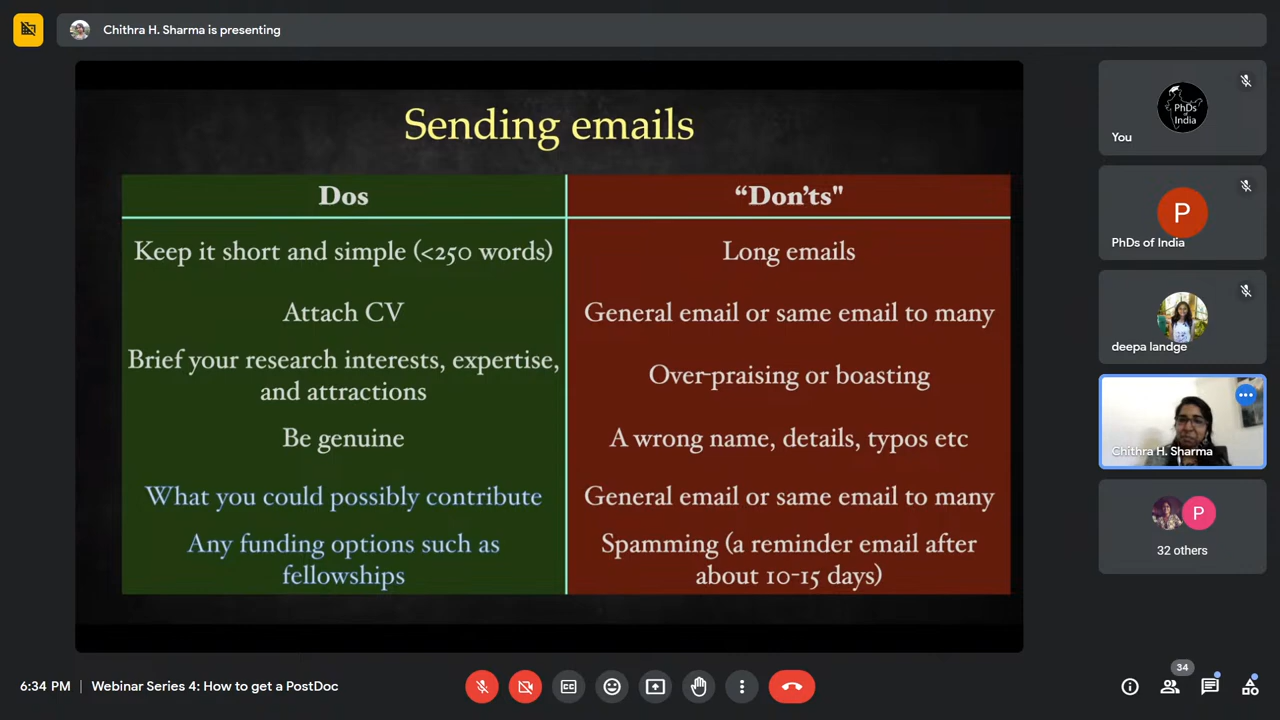 Chithra H. Sharma is presenting
Sending emails
Dos
“Don’ts"
Keep it short and simple (<250 words)
Long emails
Attach CV
General email or same email to many
Brief your research interests, expertise,
and attractions
Over-praising or boasting
Be genuine
A wrong name, details, typos etc
What you could possibly contribute
General email or same email to many
Any funding options such as
fellowships
Spamming (a reminder email after
about 10-15 days)
PhDs
of
India
You
P
PhDs of India
deepa landge
Chithra H. Sharma
P
32 others
6:34 PM | Webinar Series 4: How to get a PostDoc
CC
34